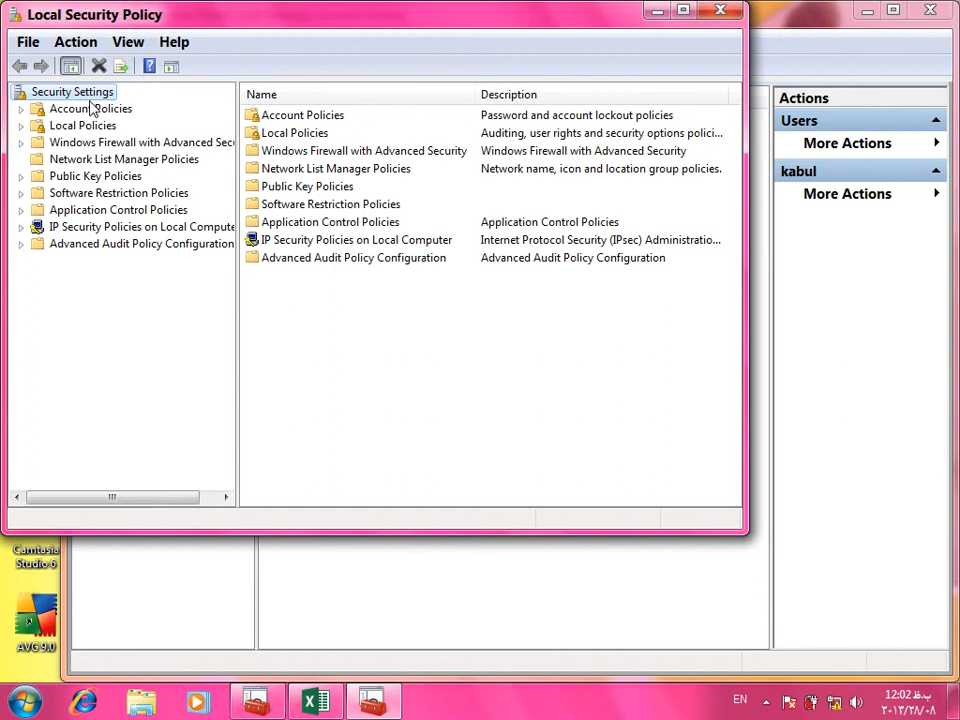 Local Security Policy
File Action View Help
Security Settings
Account Policies
Local Policies
Windows Firewall with Advanced Sec
Network List Manager Policies
Public Key Policies
Software Restriction Policies
Application Control Policies
IP Security Policies on Local Compute
Advanced Audit Policy Configuration
Name Description
Account Policies Password and account lockout policies
Local Policies Auditing, user rights and security options polici...
Windows Firewall with Advanced Security Windows Firewall with Advanced Security
Network List Manager Policies Network name, icon and location group policies.
Public Key Policies
Software Restriction Policies
Application Control Policies Application Control Policies
IP Security Policies on Local Computer Internet Protocol Security (IPsec) Administratio...
Advanced Audit Policy Configuration Advanced Audit Policy Configuration
Actions
Users
More Actions
kabul
More Actions
Camtasia
Studio 6
AVG 9.0
EN
12:02 ب.ظ
٢٠١٣/٢٨/٠٨